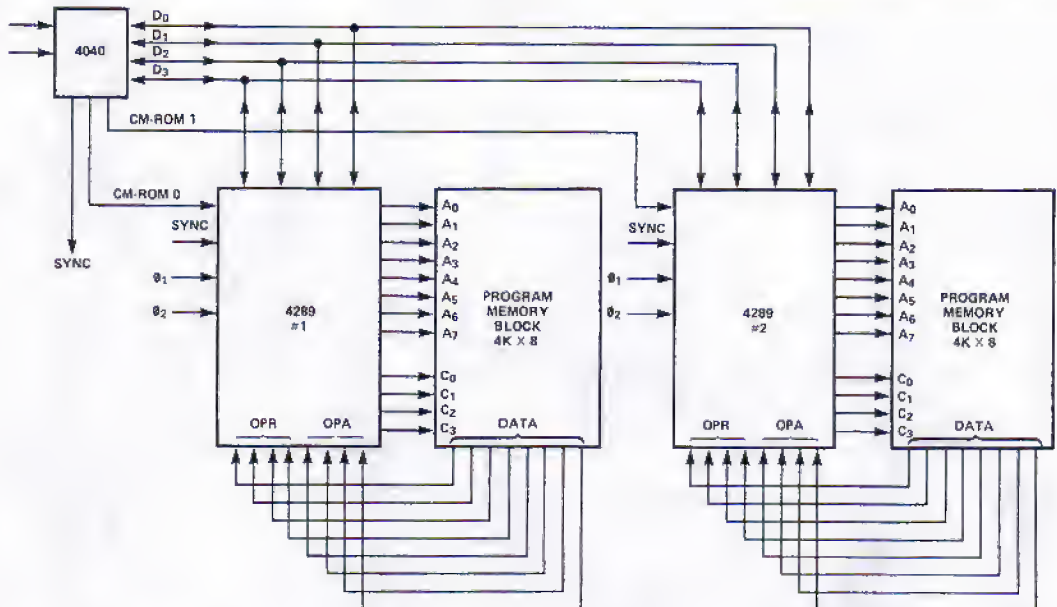 4040
D0
D1
D2
D3
CM-ROM 1
CM-ROM 0
SYNC
SYNC
ø1
ø2
4289
#1
OPR
OPA
A0
A1
A2
A3
A4
A5
A6
A7
C0
C1
C2
C3
PROGRAM
MEMORY
BLOCK
4K X 8
DATA
SYNC
ø1
ø2
4289
#2
OPR
OPA
A0
A1
A2
A3
A4
A5
A6
A7
C0
C1
C2
C3
PROGRAM
MEMORY
BLOCK
4K X 8
DATA